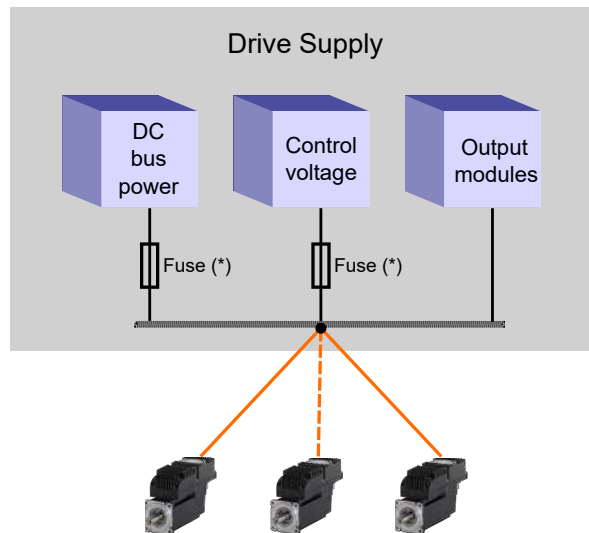 Drive Supply
DC
bus
power
Control
voltage
Output
modules
Fuse (*)
Fuse (*)